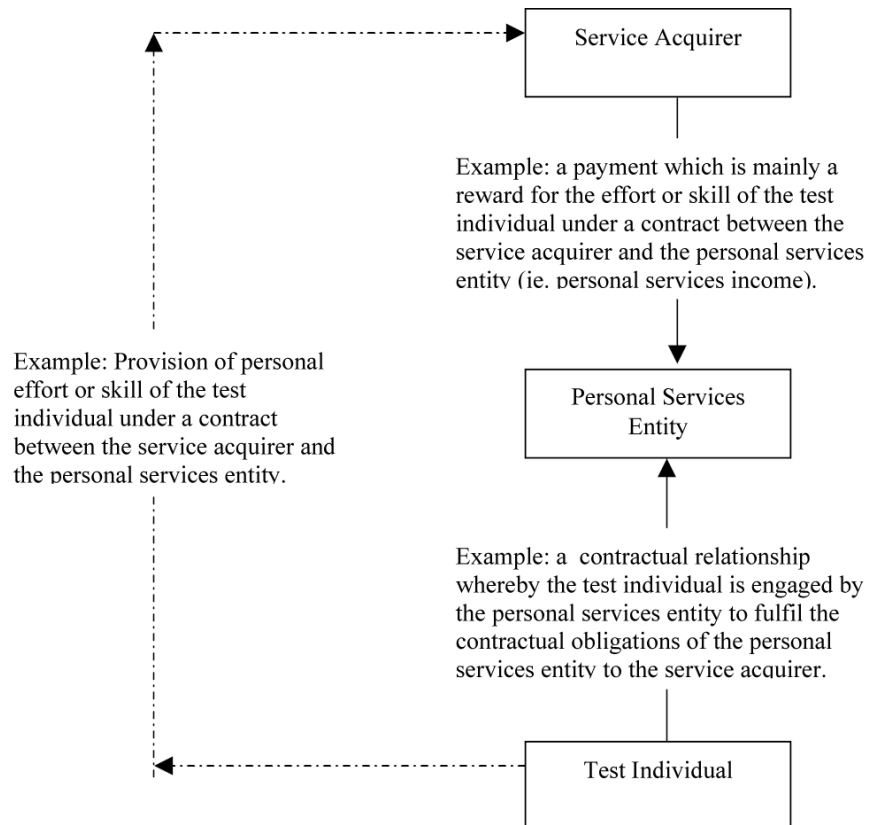 Service Acquirer
Example: a payment which is mainly a
reward for the effort or skill of the test
individual under a contract between the
service acquirer and the personal services
entity (ie. personal services income).
Example: Provision of personal
effort or skill of the test
individual under a contract
between the service acquirer and
the personal services entity.
Personal Services
Entity
Example: a  contractual relationship
whereby the test individual is engaged by
the personal services entity to fulfil the
contractual obligations of the personal
services entity to the service acquirer.
Test Individual